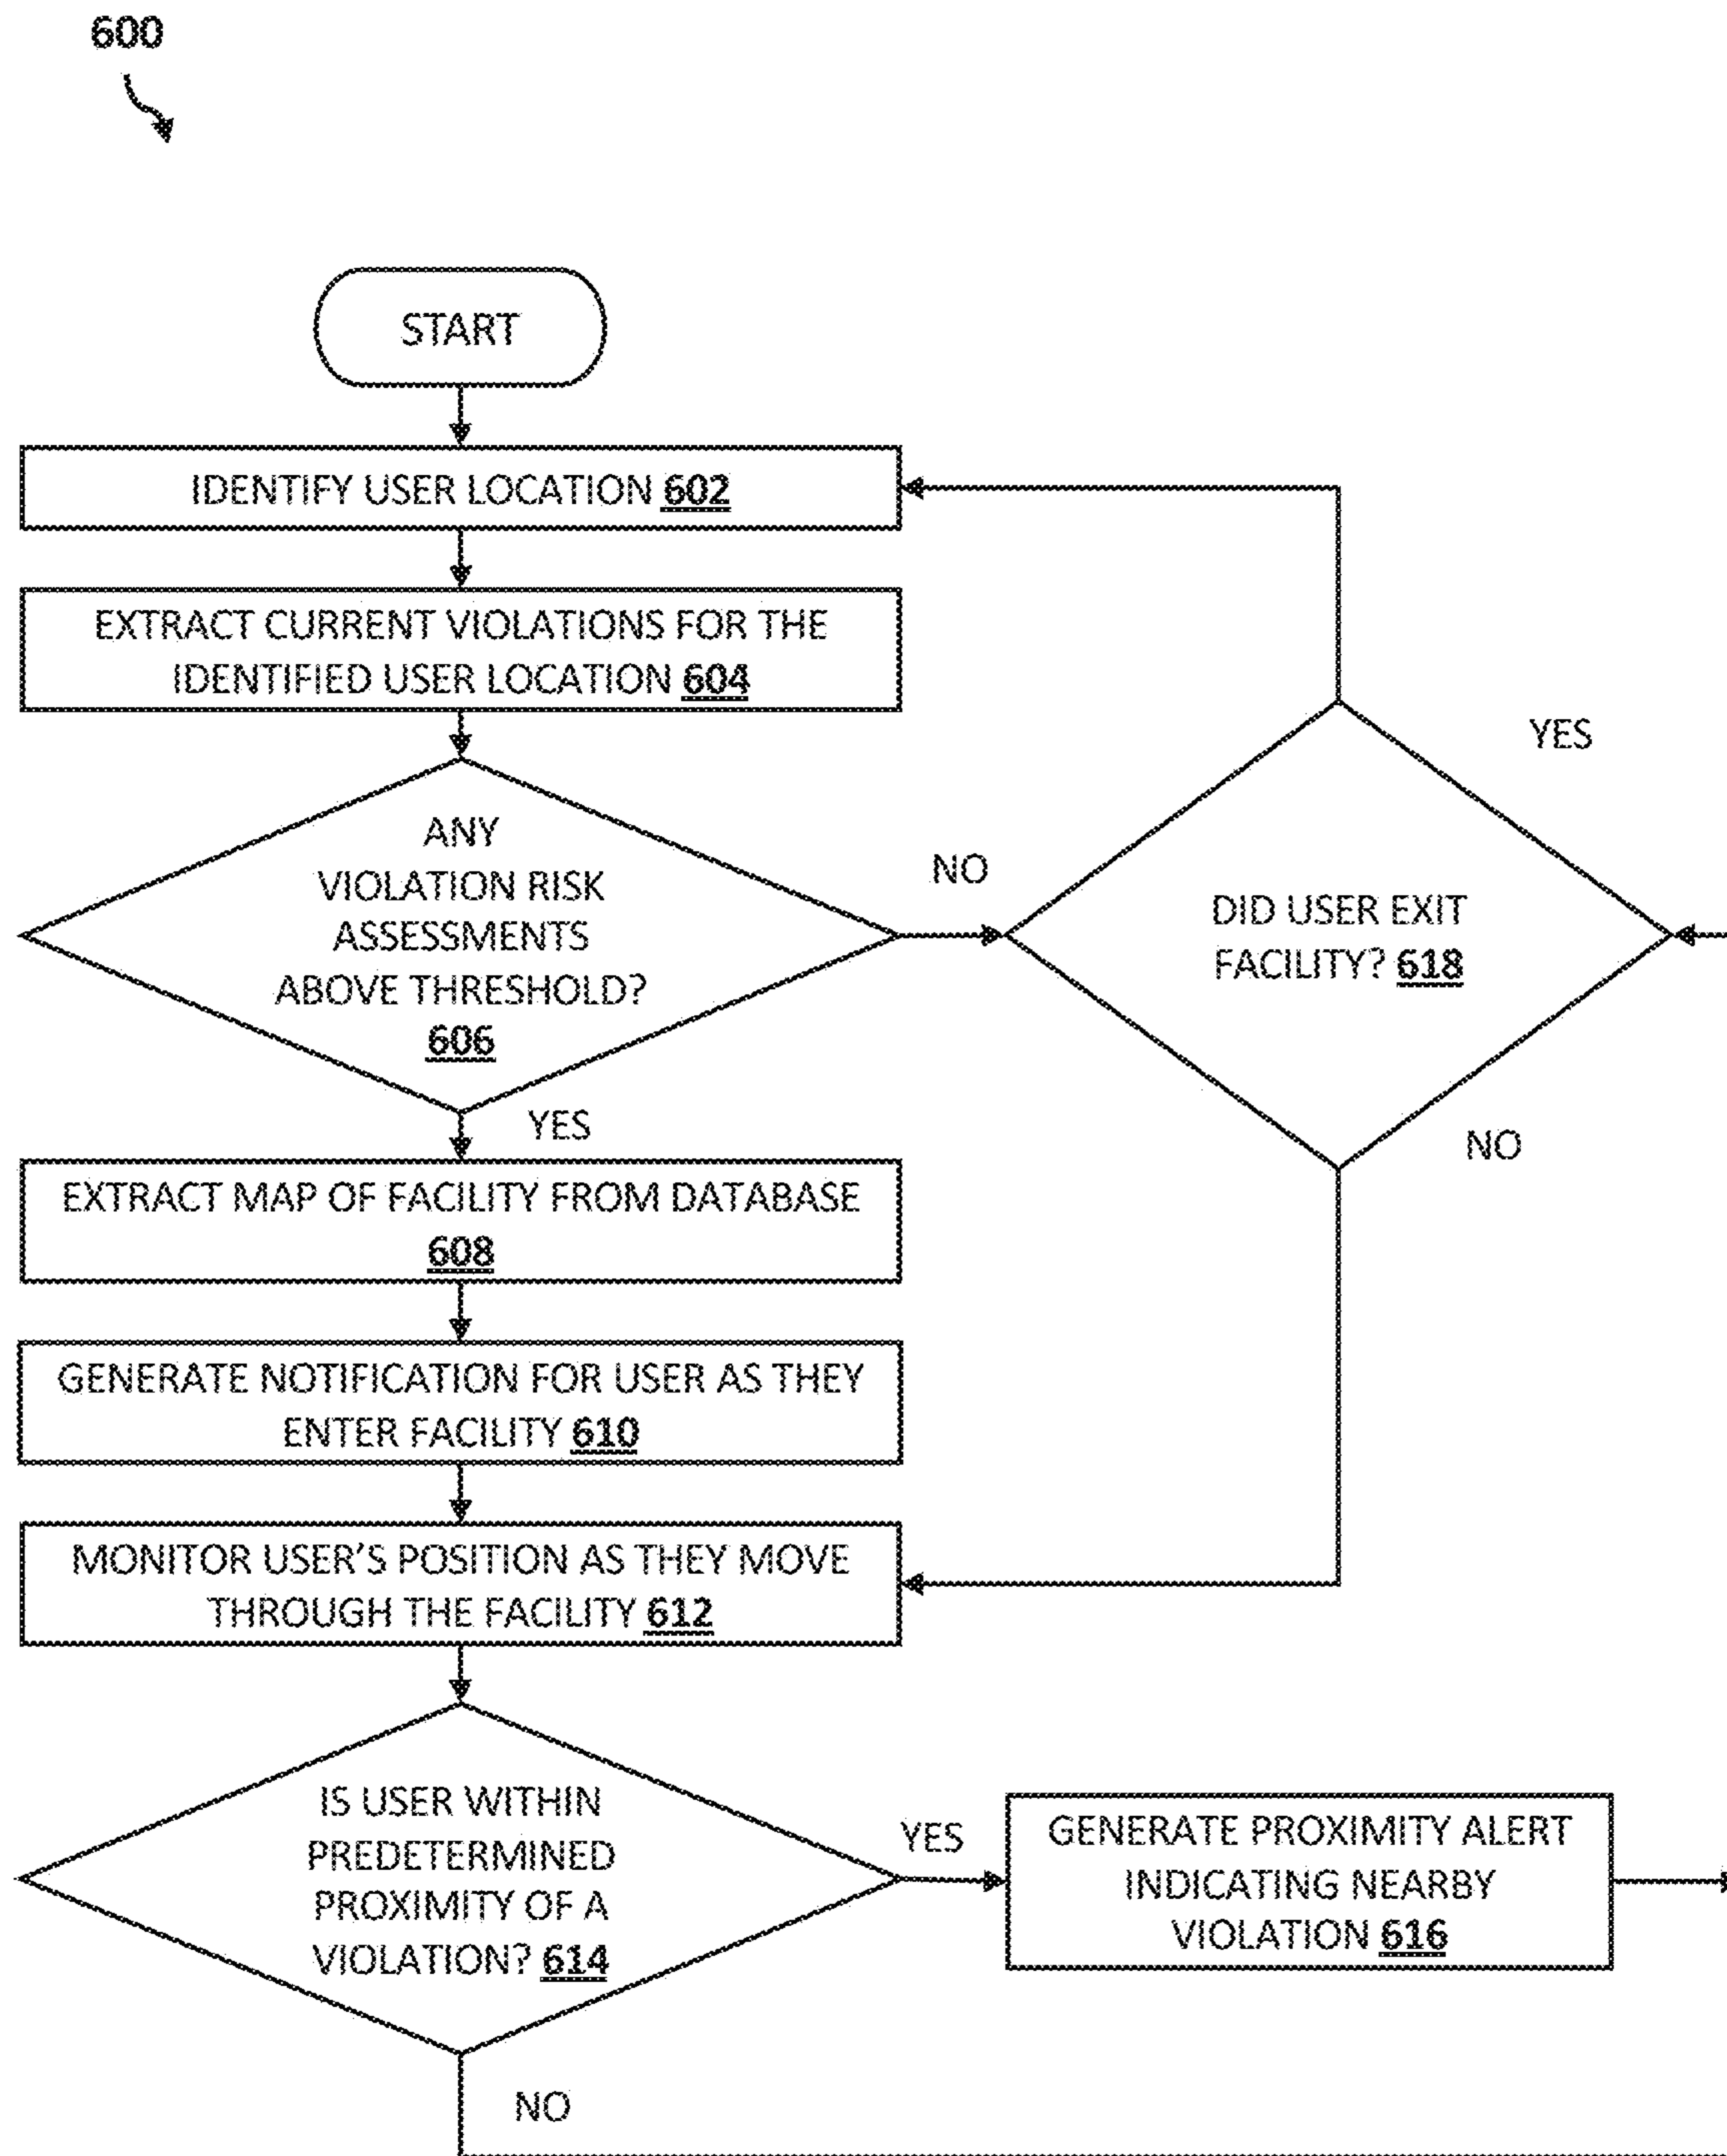 600
START
IDENTIFY USER LOCATION 602
EXTRACT CURRENT VIOLATIONS FOR THE
IDENTIFIED USER LOCATION 604
ANY
VIOLATION RISK
ASSESSMENTS
ABOVE THRESHOLD?
606
NO
YES
DID USER EXIT
FACILITY? 618
YES
NO
EXTRACT MAP OF FACILITY FROM DATABASE
608
GENERATE NOTIFICATION FOR USER AS THEY
ENTER FACILITY 610
MONITOR USER'S POSITION AS THEY MOVE
THROUGH THE FACILITY 612
IS USER WITHIN
PREDETERMINED
PROXIMITY OF A
VIOLATION? 614
YES
GENERATE PROXIMITY ALERT
INDICATING NEARBY
VIOLATION 616
NO